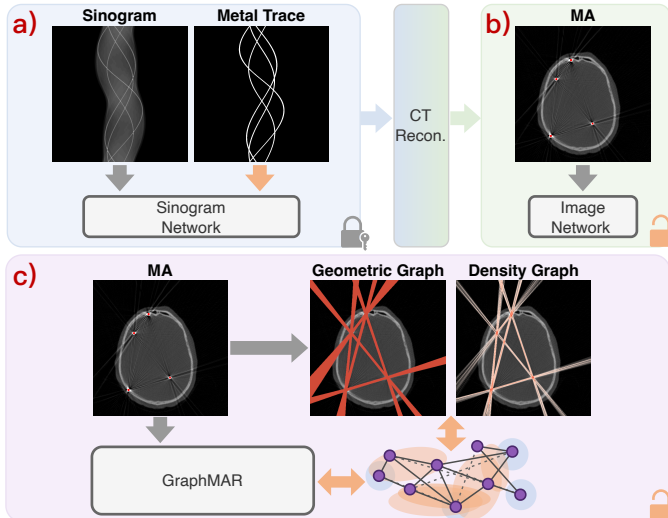 a)
Sinogram
Metal Trace
Sinogram
Network
CT
Recon.
b)
MA
Image
Network
c)
MA
Geometric Graph
Density Graph
GraphMAR